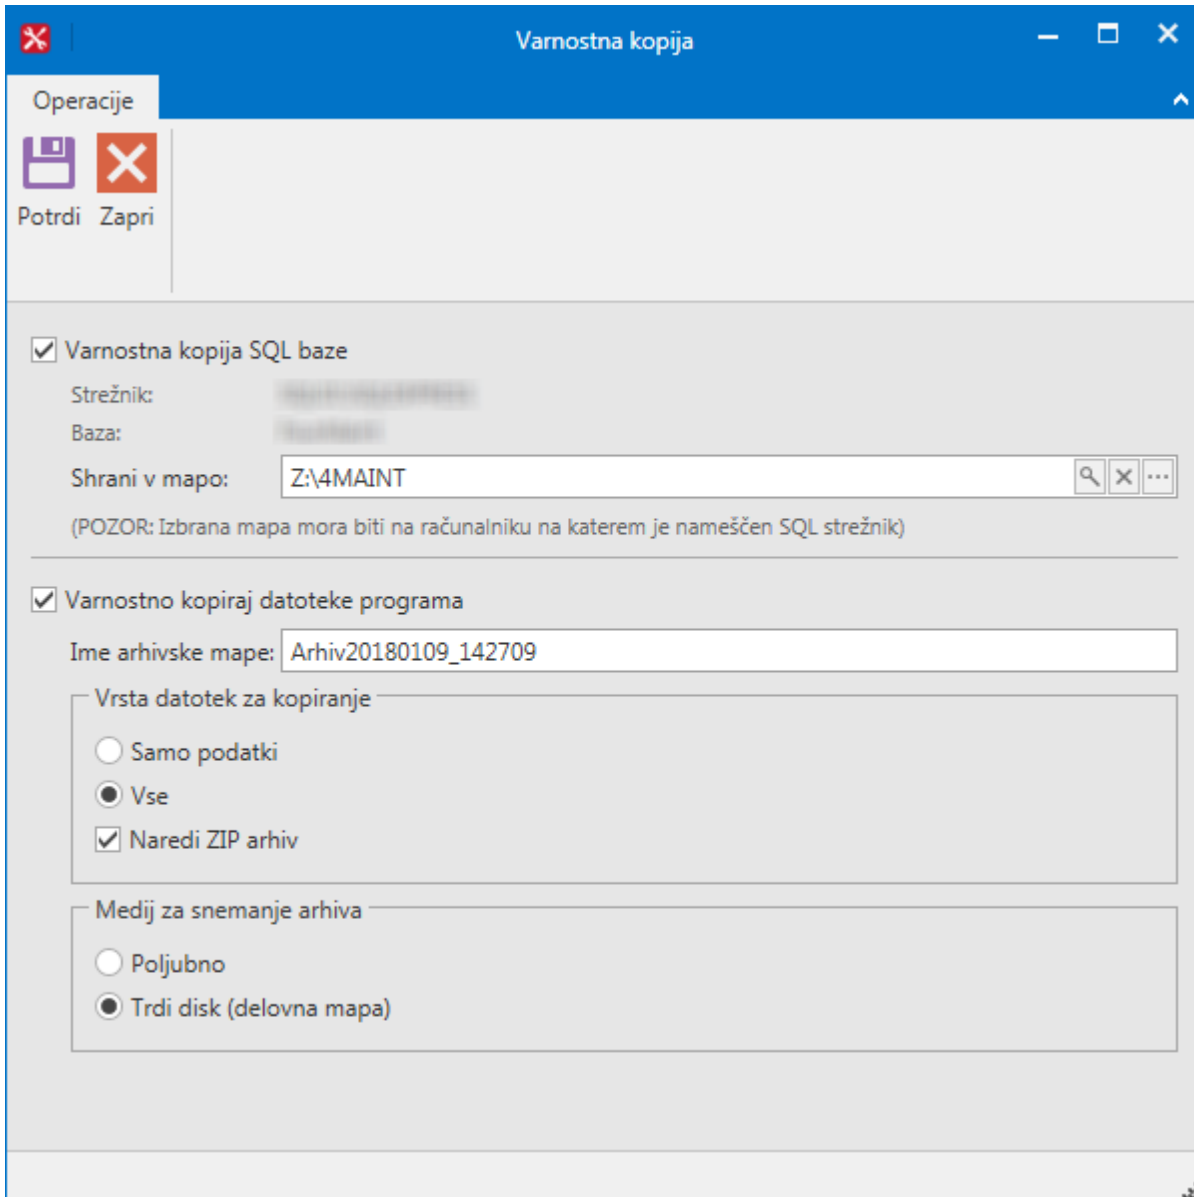 Varnostna kopija
Operacije
Potrdi Zapri
Varnostna kopija SQL baze
Strežnik:
Baza:
Shrani v mapo: Z:\4MAINT
(POZOR: Izbrana mapa mora biti na računalniku na katerem je nameščen SQL strežnik)
Varnostno kopiraj datoteke programa
Ime arhivske mape: Arhiv20180109_142709
Vrsta datotek za kopiranje
Samo podatki
Vse
Naredi ZIP arhiv
Medij za snemanje arhiva
Poljubno
Trdi disk (delovna mapa)